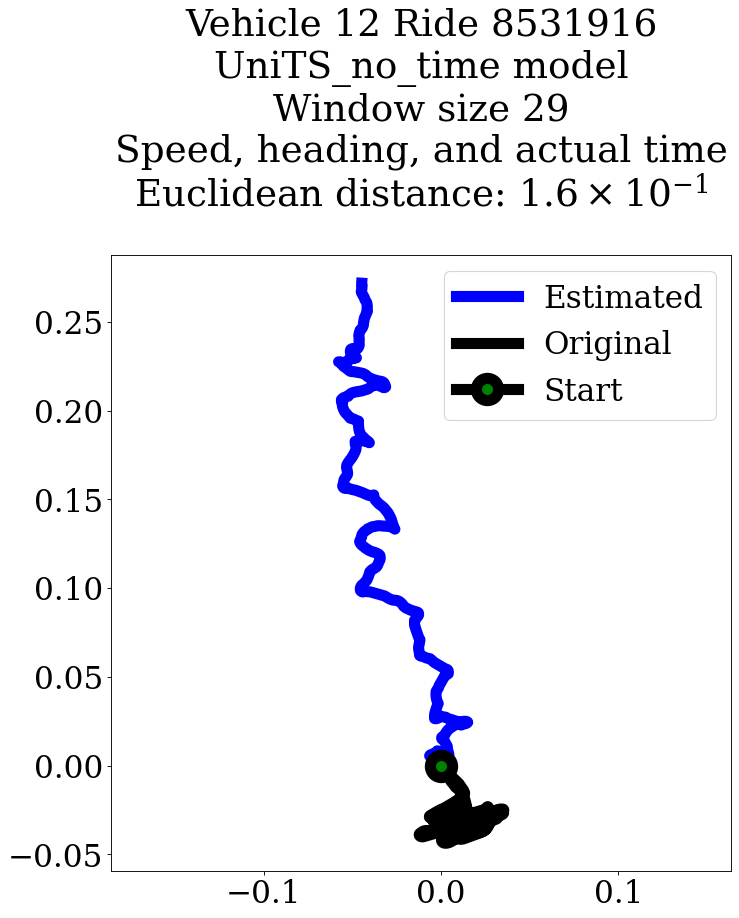 Vehicle 12 Ride 8531916
UniTS_no_time model
Window size 29
Speed, heading, and actual time
Euclidean distance: 1.6 × 10⁻¹
Estimated
Original
Start
0.25
0.20
0.15
0.10
0.05
0.00
−0.05
−0.1
0.0
0.1